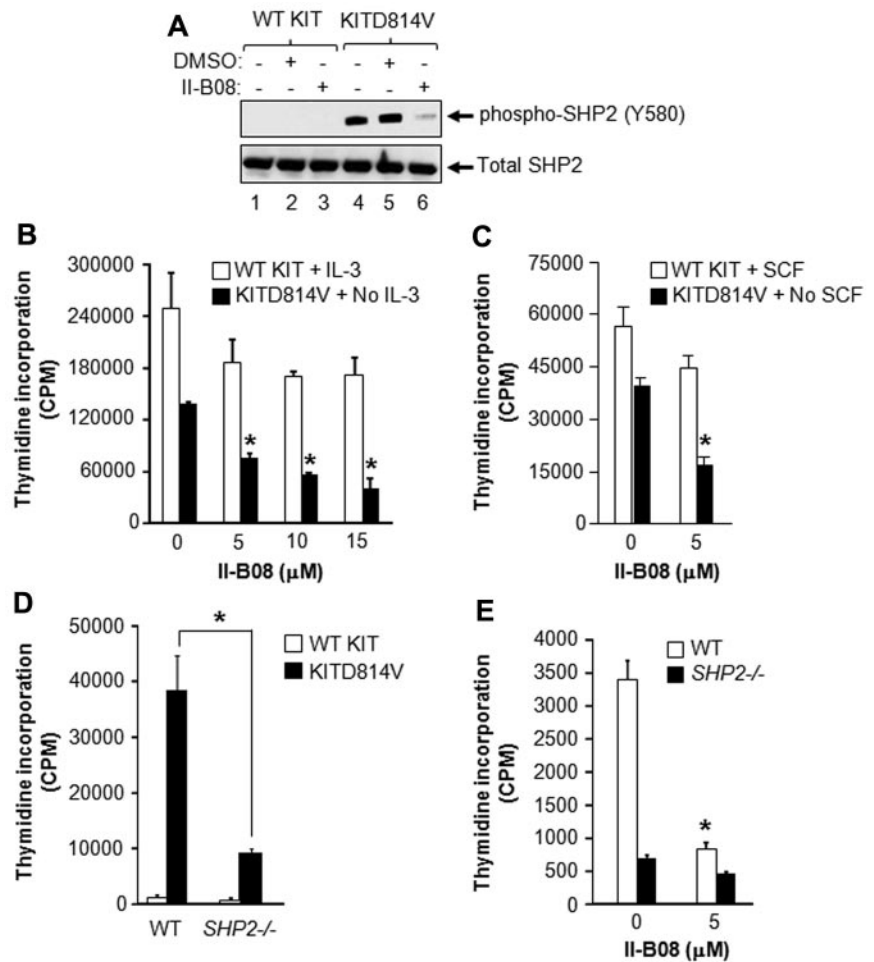 A
WT KIT KITD814V
DMSO: - + - - + -
II-B08: - - + - - +
phospho-SHP2 (Y580)
Total SHP2
1 2 3 4 5 6
B
Thymidine incorporation
(CPM)
300000
240000
180000
120000
60000
0
WT KIT + IL-3
KITD814V + No IL-3
* * *
0 5 10 15
II-B08 (μM)
C
Thymidine incorporation
(CPM)
75000
60000
45000
30000
15000
0
WT KIT + SCF
KITD814V + No SCF
*
0 5
II-B08 (μM)
D
Thymidine incorporation
(CPM)
50000
40000
30000
20000
10000
0
*
WT KIT
KITD814V
WT SHP2-/-
E
Thymidine incorporation
(CPM)
4000
3500
3000
2500
2000
1500
1000
500
0
WT
SHP2-/-
*
0 5
II-B08 (μM)